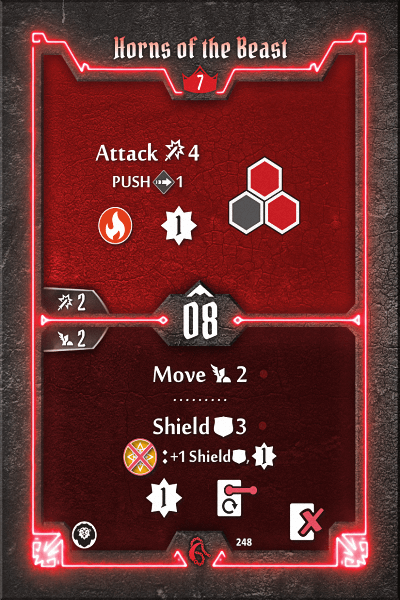 Horns of the Beast
7
Attack 4
PUSH 1
1
2
08
2
Move 2
Shield 3
: +1 Shield, 1
1
248